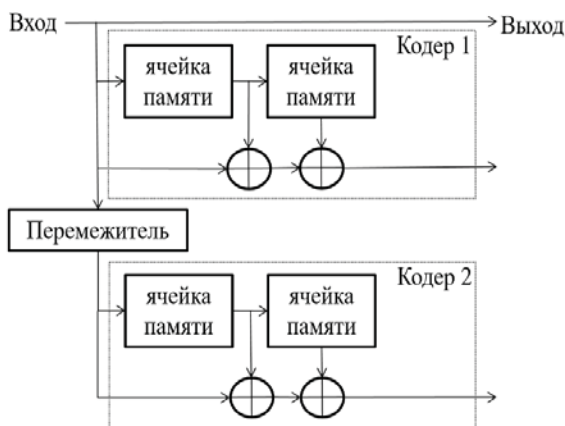 Вход
Выход
Кодер 1
ячейка
памяти
ячейка
памяти
Перемежитель
Кодер 2
ячейка
памяти
ячейка
памяти